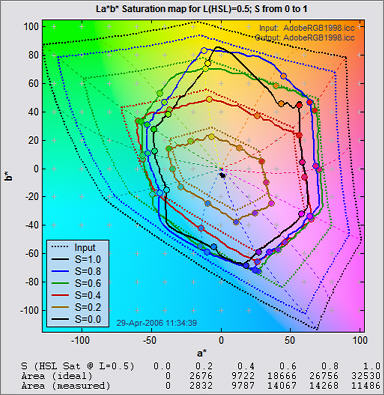 La*b* Saturation map for L(HSL)=0.5; S from 0 to 1
Input: AdobeRGB1998.icc
Output: AdobeRGB1998.icc
100
80
60
40
20
0
-20
-40
-60
-80
-100
b*
Input
S=1.0
S=0.8
S=0.6
S=0.4
S=0.2
S=0.0
29-Apr-2006 11:34:39
-100 -50 0 50 100
a*
S (HSL Sat @ L=0.5) 0.0 0.2 0.4 0.6 0.8 1.0
Area (ideal) 0 2676 9722 18666 26756 32530
Area (measured) 0 2832 9787 14067 14268 11486